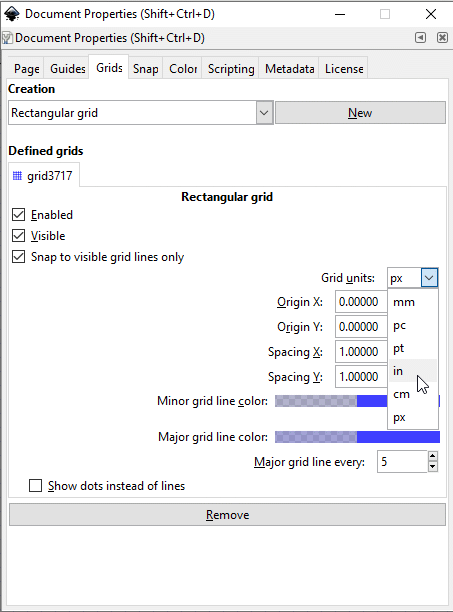 Document Properties (Shift+Ctrl+D)
Document Properties (Shift+Ctrl+D)
Page Guides Grids Snap Color Scripting Metadata License
Creation
Rectangular grid New
Defined grids
grid3717
Rectangular grid
Enabled
Visible
Snap to visible grid lines only
Grid units: px
mm
Origin X: 0.00000
pc
Origin Y: 0.00000
pt
Spacing X: 1.00000
in
Spacing Y: 1.00000
cm
Minor grid line color:
px
Major grid line color:
Major grid line every: 5
Show dots instead of lines
Remove